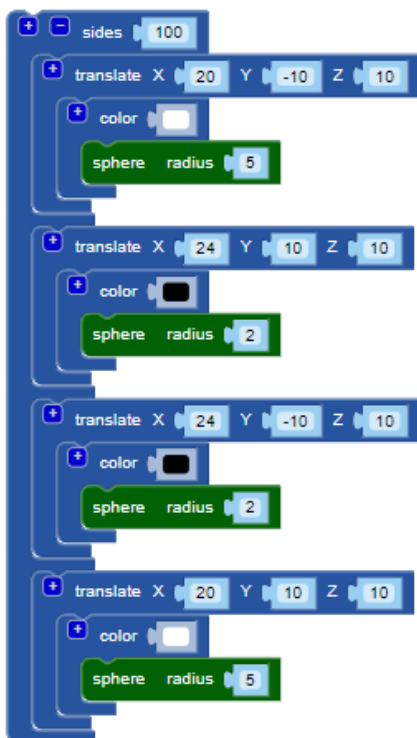 + − sides 100
+ translate X 20 Y -10 Z 10
+ color
sphere radius 5
+ translate X 24 Y 10 Z 10
+ color
sphere radius 2
+ translate X 24 Y -10 Z 10
+ color
sphere radius 2
+ translate X 20 Y 10 Z 10
+ color
sphere radius 5